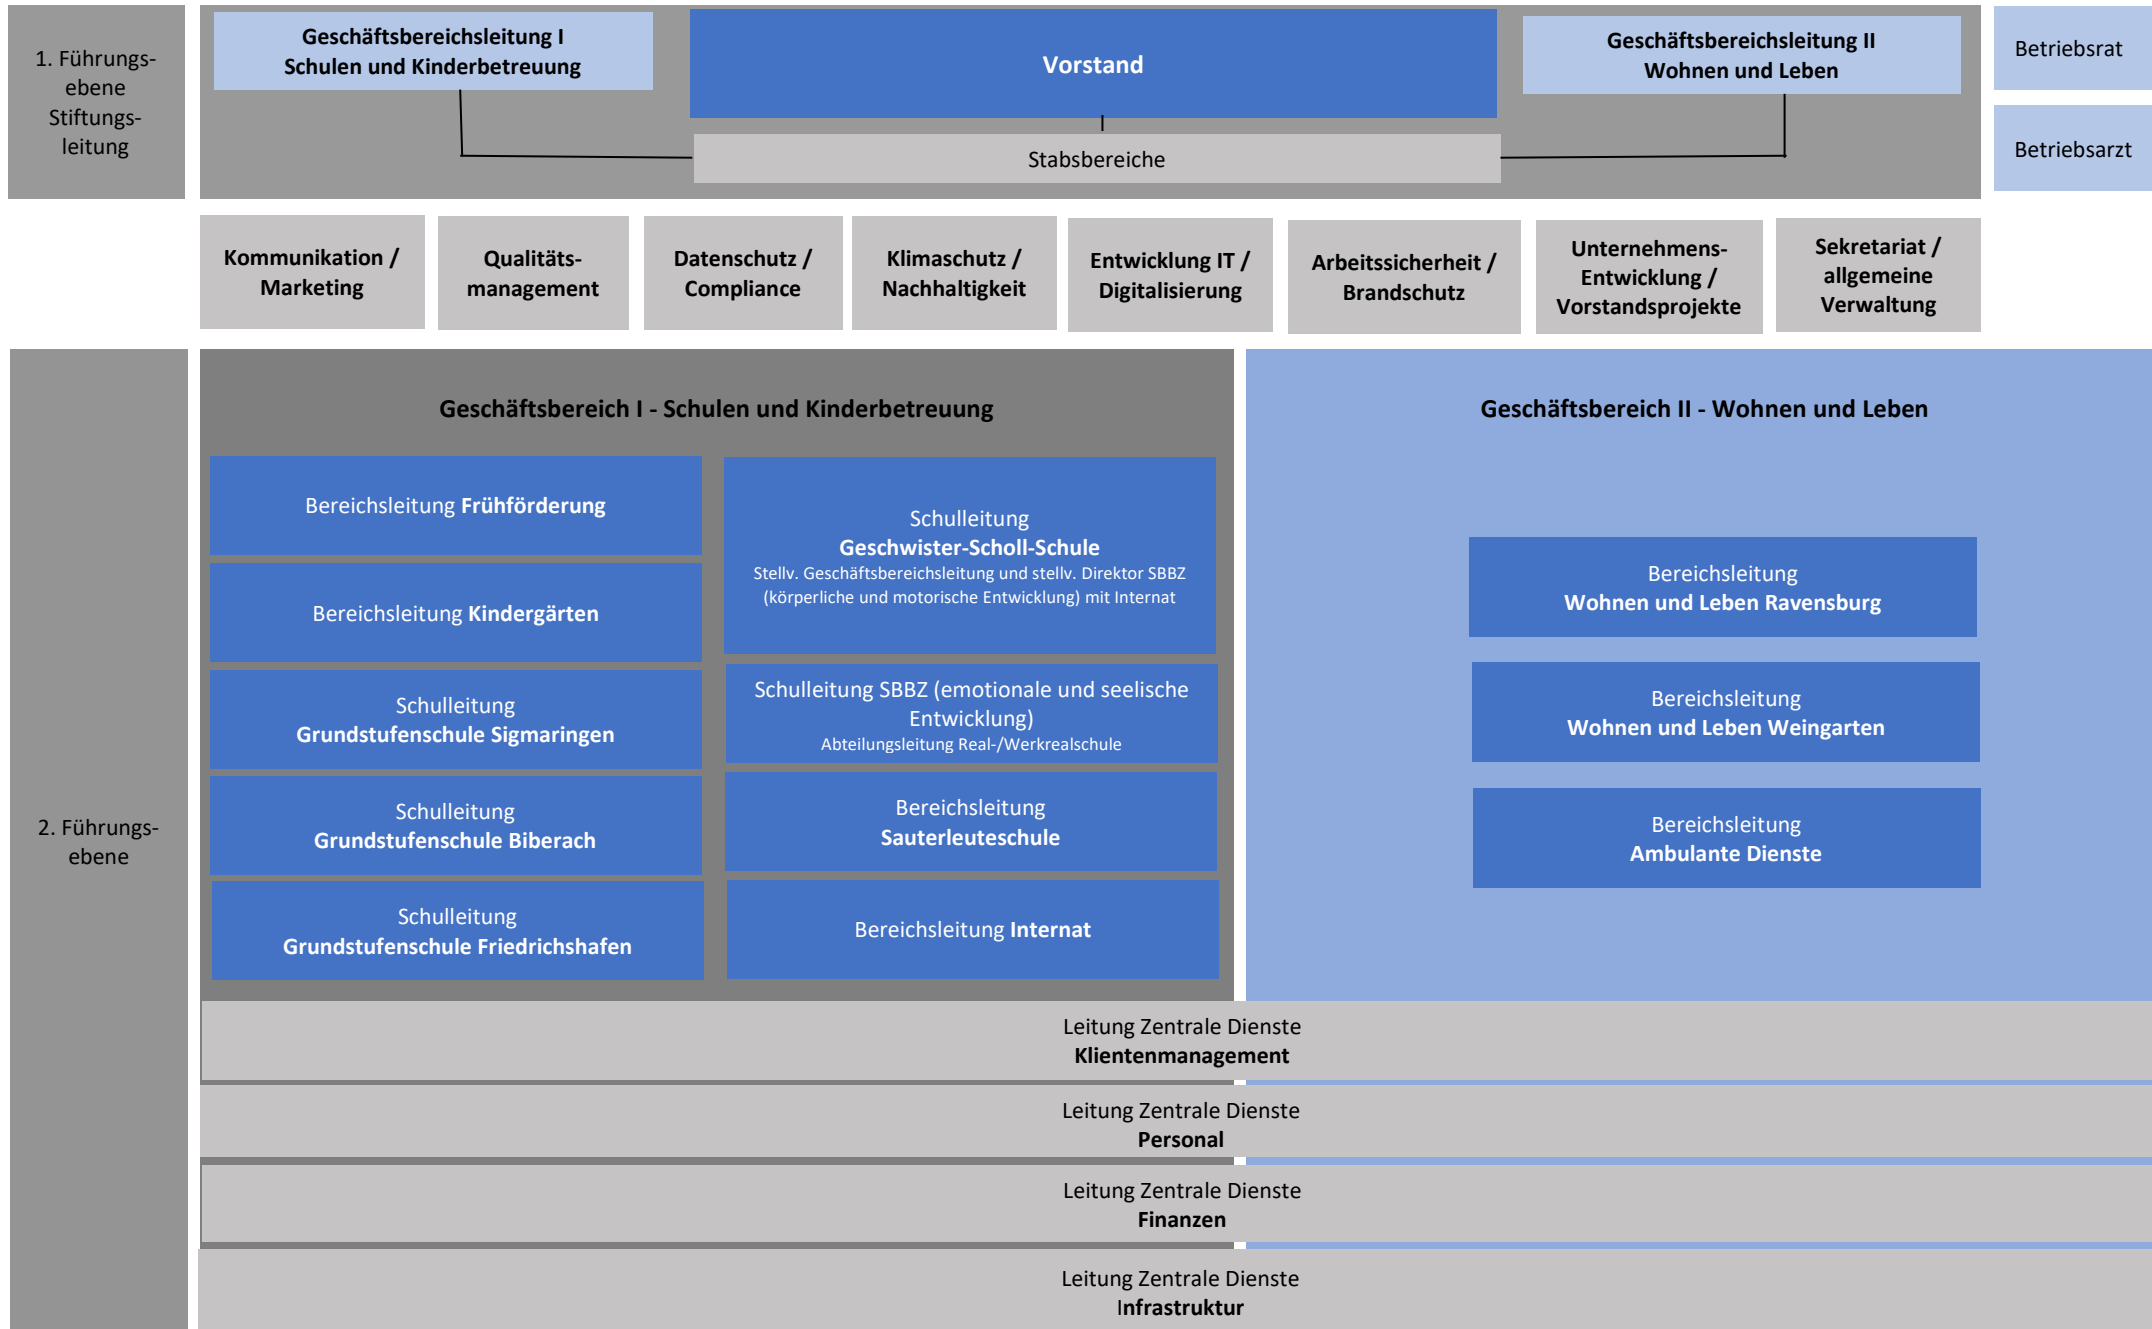 1. Führungs-
ebene
Stiftungs-
leitung
Geschäftsbereichsleitung I
Schulen und Kinderbetreuung
Vorstand
Geschäftsbereichsleitung II
Wohnen und Leben
Betriebsrat
Betriebsarzt
Stabsbereiche
Kommunikation /
Marketing
Qualitäts-
management
Datenschutz /
Compliance
Klimaschutz /
Nachhaltigkeit
Entwicklung IT /
Digitalisierung
Arbeitssicherheit /
Brandschutz
Unternehmens-
Entwicklung /
Vorstandsprojekte
Sekretariat /
allgemeine
Verwaltung
2. Führungs-
ebene
Geschäftsbereich I - Schulen und Kinderbetreuung
Bereichsleitung Frühförderung
Bereichsleitung Kindergärten
Schulleitung
Grundstufenschule Sigmaringen
Schulleitung
Grundstufenschule Biberach
Schulleitung
Grundstufenschule Friedrichshafen
Schulleitung
Geschwister-Scholl-Schule
Stellv. Geschäftsbereichsleitung und stellv. Direktor SBBZ
(körperliche und motorische Entwicklung) mit Internat
Schulleitung SBBZ (emotionale und seelische
Entwicklung)
Abteilungsleitung Real-/Werkrealschule
Bereichsleitung
Sauterleuteschule
Bereichsleitung Internat
Geschäftsbereich II - Wohnen und Leben
Bereichsleitung
Wohnen und Leben Ravensburg
Bereichsleitung
Wohnen und Leben Weingarten
Bereichsleitung
Ambulante Dienste
Leitung Zentrale Dienste
Klientenmanagement
Leitung Zentrale Dienste
Personal
Leitung Zentrale Dienste
Finanzen
Leitung Zentrale Dienste
Infrastruktur